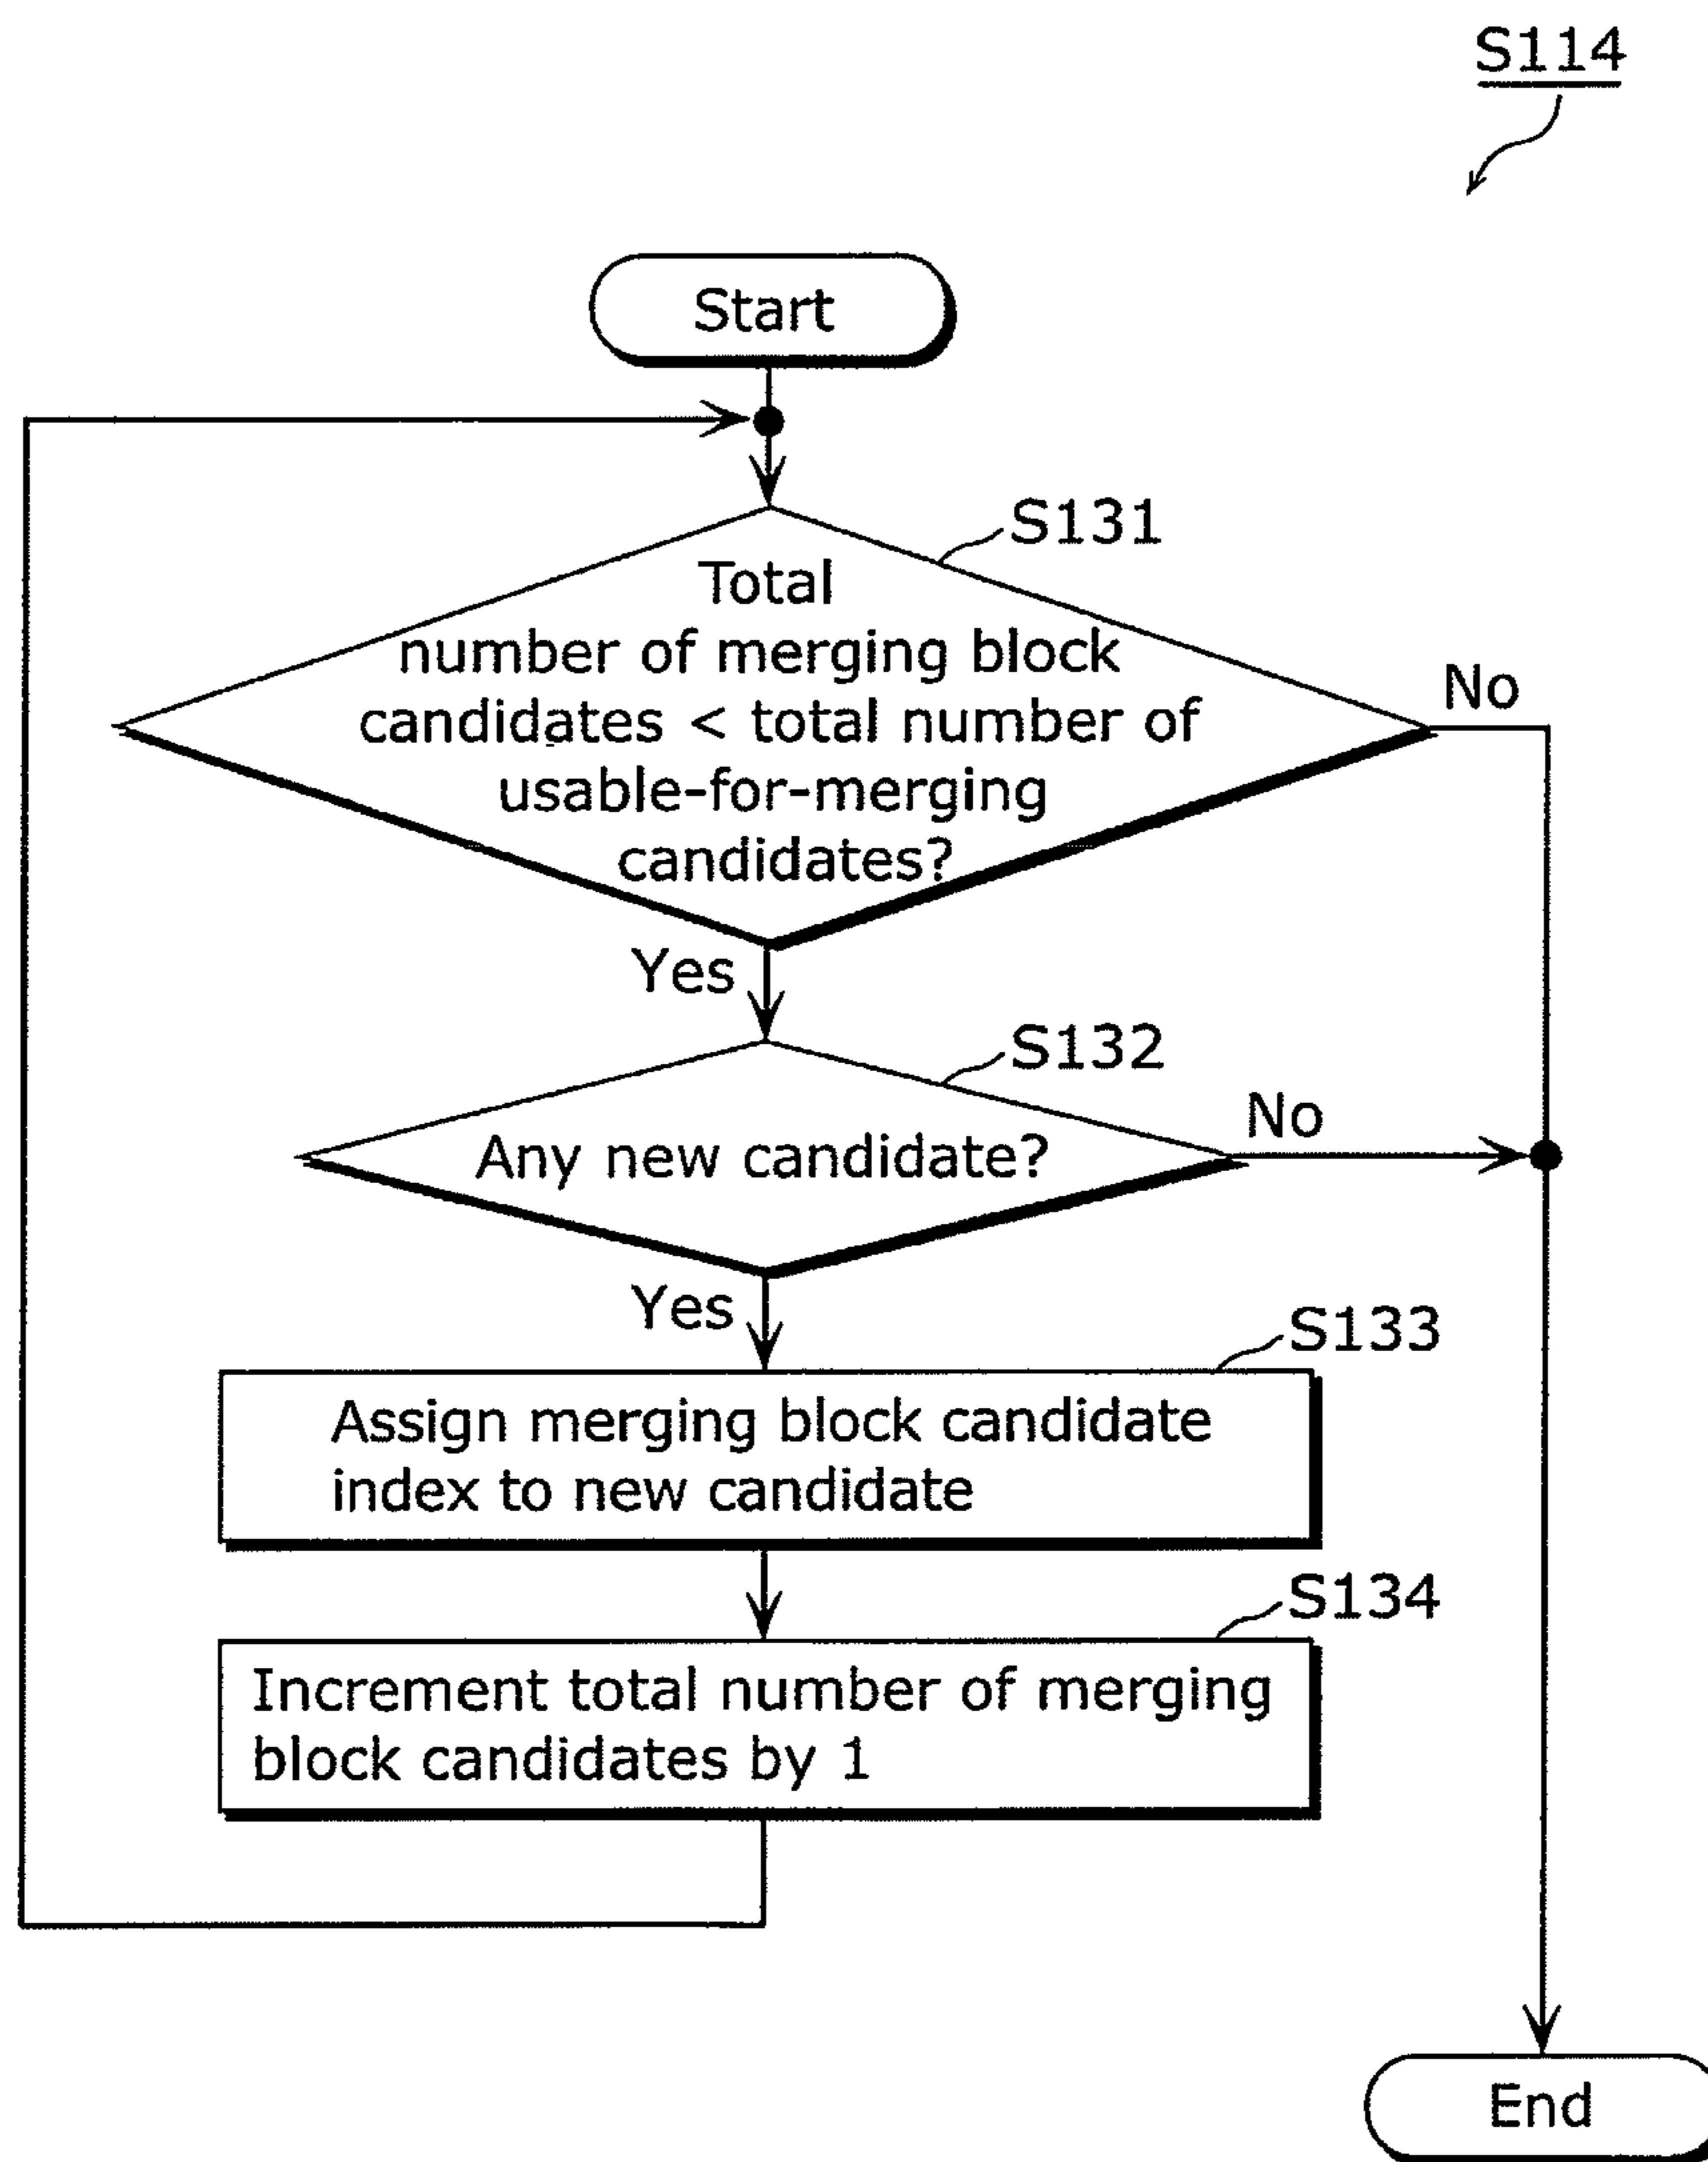 S114
Start
S131
Total
number of merging block
candidates < total number of
usable-for-merging
candidates?
No
Yes
S132
Any new candidate?
No
Yes
S133
Assign merging block candidate
index to new candidate
S134
Increment total number of merging
block candidates by 1
End